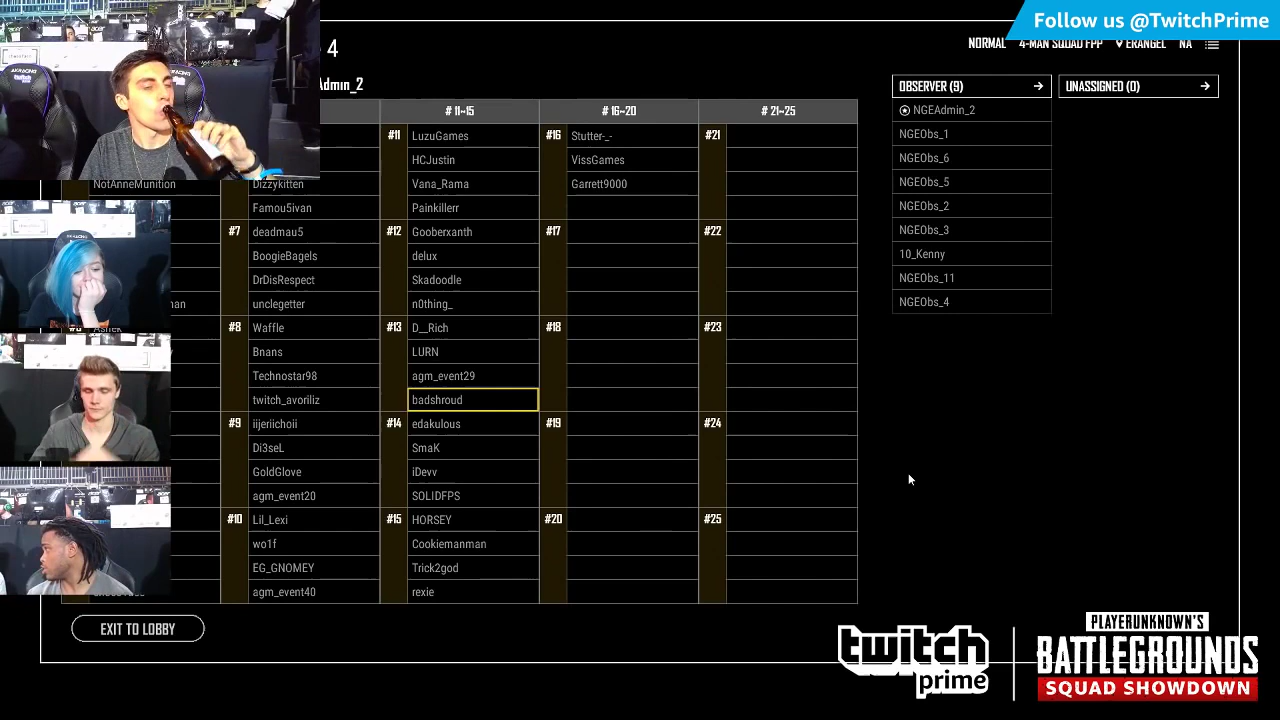 Follow us @TwitchPrime
4
NORMAL 4-MAN SQUAD FPP ERANGEL NA
Admin_2
OBSERVER (9)
UNASSIGNED (0)
# 11~15
# 16~20
# 21~25
NGEAdmin_2
NGEObs_1
NGEObs_6
NGEObs_5
NGEObs_2
NGEObs_3
10_Kenny
NGEObs_11
NGEObs_4
NotAnneMunition
man
Dizzykitten
Famou5ivan
#7 deadmau5
BoogieBagels
DrDisRespect
unclegetter
#8 Waffle
Bnans
Technostar98
twitch_avoriliz
#9 iijeriichoii
Di3seL
GoldGlove
agm_event20
#10 Lil_Lexi
wo1f
EG_GNOMEY
agm_event40
#11 LuzuGames
HCJustin
Vana_Rama
Painkillerr
#12 Gooberxanth
delux
Skadoodle
n0thing_
#13 D__Rich
LURN
agm_event29
badshroud
#14 edakulous
SmaK
iDevv
SOLIDFPS
#15 HORSEY
Cookiemanman
Trick2god
rexie
#16 Stutter-_-
VissGames
Garrett9000
#17
#18
#19
#20
#21
#22
#23
#24
#25
EXIT TO LOBBY
twitch
prime
PLAYERUNKNOWN'S
BATTLEGROUNDS
SQUAD SHOWDOWN